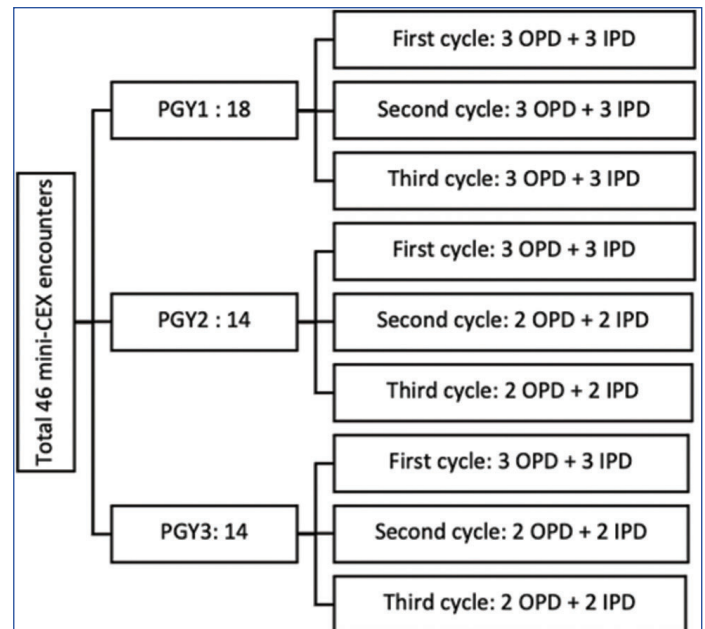 Total 46 mini-CEX encounters
PGY1 : 18
First cycle: 3 OPD + 3 IPD
Second cycle: 3 OPD + 3 IPD
Third cycle: 3 OPD + 3 IPD
PGY2 : 14
First cycle: 3 OPD + 3 IPD
Second cycle: 2 OPD + 2 IPD
Third cycle: 2 OPD + 2 IPD
PGY3: 14
First cycle: 3 OPD + 3 IPD
Second cycle: 2 OPD + 2 IPD
Third cycle: 2 OPD + 2 IPD